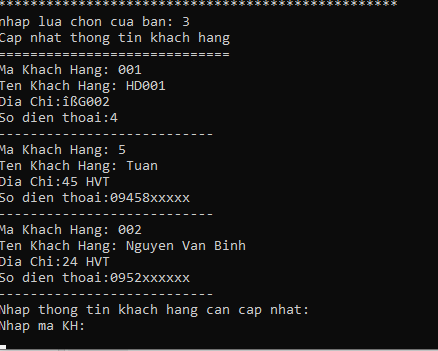 **************************************************
nhap lua chon cua ban: 3
Cap nhat thong tin khach hang
=============================
Ma Khach Hang: 001
Ten Khach Hang: HD001
Dia Chi:îßG002
So dien thoai:4
---------------------------
Ma Khach Hang: 5
Ten Khach Hang: Tuan
Dia Chi:45 HVT
So dien thoai:09458xxxxx
---------------------------
Ma Khach Hang: 002
Ten Khach Hang: Nguyen Van Binh
Dia Chi:24 HVT
So dien thoai:0952xxxxxx
---------------------------
Nhap thong tin khach hang can cap nhat:
Nhap ma KH: